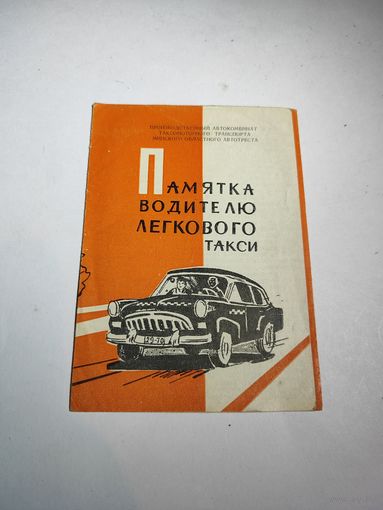 ПРОИЗВОДСТВЕННЫЙ АВТОКОМБИНАТ
ТАКСОМОТОРНОГО ТРАНСПОРТА
МИНСКОГО ОБЛАСТНОГО АВТОТРЕСТА
ПАМЯТКА
ВОДИТЕЛЮ
ЛЕГКОВОГО
ТАКСИ